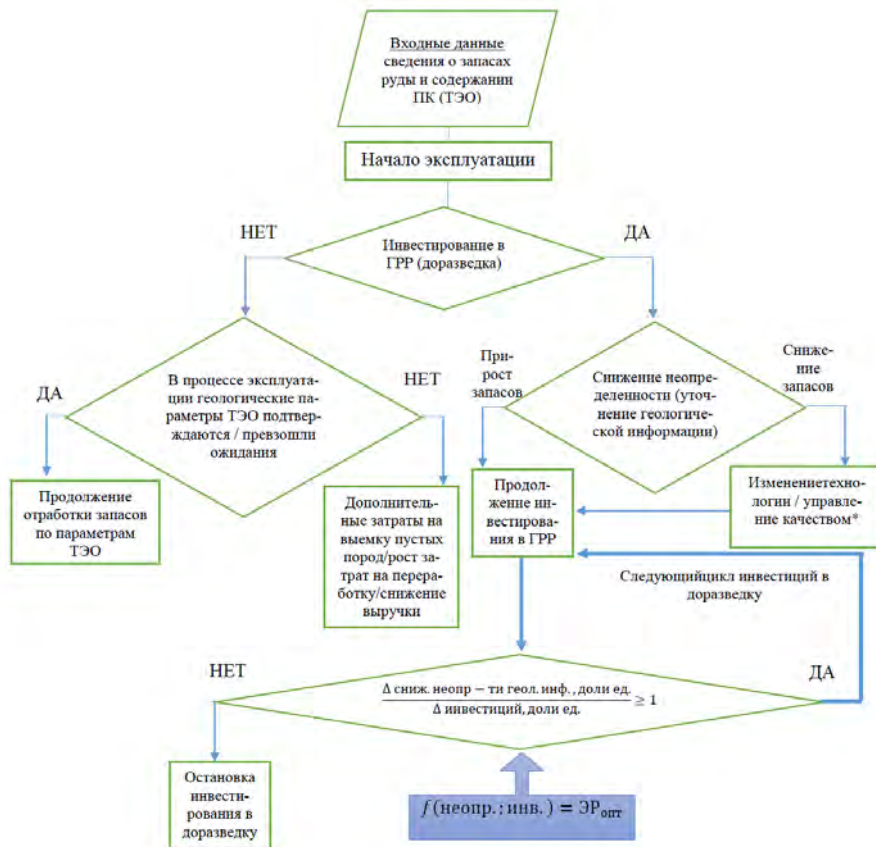 Входные данные
сведения о запасах
руды и содержании
ПК (ТЭО)
Начало эксплуатации
НЕТ
ДА
Инвестирование в
ГРР (доразведка)
ДА
В процессе эксплуата-
ции геологические па-
раметры ТЭО подтвер-
ждаются / превзошли
ожидания
НЕТ
При-
рост
запасов
Снижение неопре-
деленности (уто-
чнение геологиче-
ской информации)
Сниже-
ние
запасов
Продолжение
отработки запасов
по параметрам
ТЭО
Дополнитель-
ные затраты на
выемку пустых
пород/рост за-
трат на перера-
ботку/снижение
выручки
Продол-
жение ин-
вестирова-
ния в ГРР
Изменениетехно-
логии / управле-
ние качеством*
Следующийцикл инвестиций в
доразведку
НЕТ
ДА
Δ сниж. неопр − ти геол. инф., доли ед.
Δ инвестиций, доли ед.
≥ 1
Остановка
инвести-
рования в
доразведку
f(неопр.; инв.) = ЭРопт